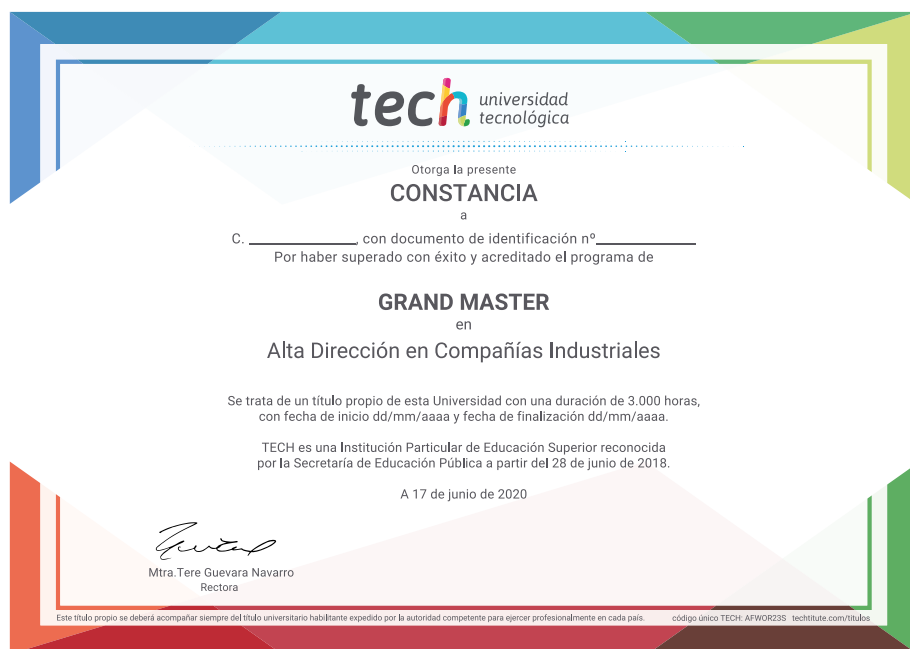 tech universidad
tecnológica
Otorga la presente
CONSTANCIA
a
C. ____________, con documento de identificación nº____________
Por haber superado con éxito y acreditado el programa de
GRAND MASTER
en
Alta Dirección en Compañías Industriales
Se trata de un título propio de esta Universidad con una duración de 3.000 horas,
con fecha de inicio dd/mm/aaaa y fecha de finalización dd/mm/aaaa.
TECH es una Institución Particular de Educación Superior reconocida
por la Secretaría de Educación Pública a partir del 28 de junio de 2018.
A 17 de junio de 2020
Mtra.Tere Guevara Navarro
Rectora
Este título propio se deberá acompañar siempre del título universitario habilitante expedido por la autoridad competente para ejercer profesionalmente en cada país. código único TECH: AFWOR23S techtitute.com/titulos